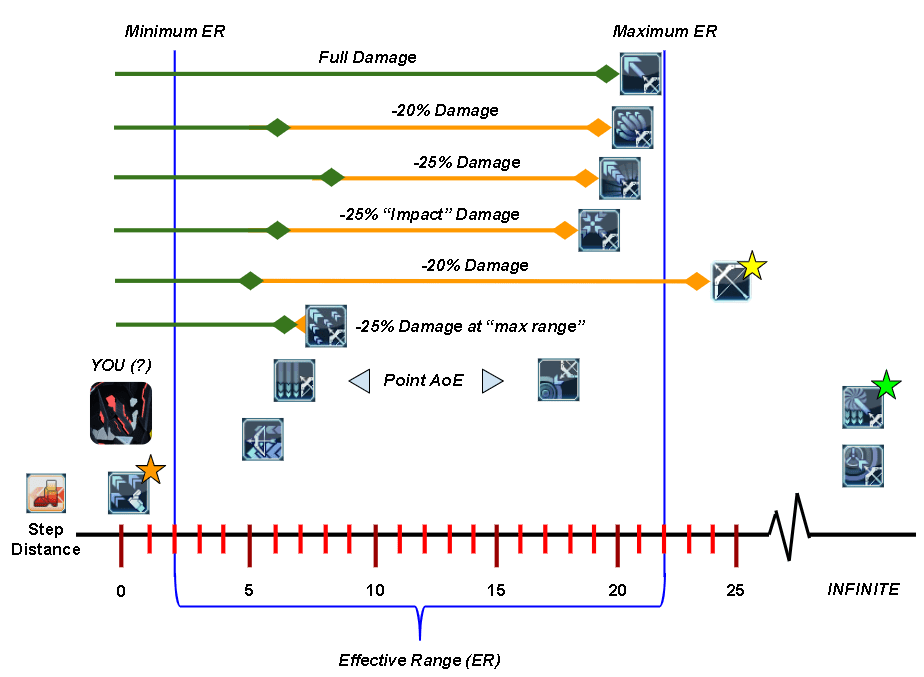 Minimum ER
Maximum ER
Full Damage
-20% Damage
-25% Damage
-25% “Impact” Damage
-20% Damage
-25% Damage at “max range”
YOU (?)
Point AoE
Step
Distance
0
5
10
15
20
25
INFINITE
Effective Range (ER)